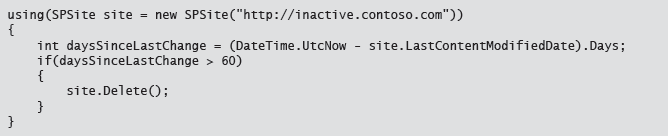 using(SPSite site = new SPSite("http://inactive.contoso.com"))
{
    int daysSinceLastChange = (DateTime.UtcNow - site.LastContentModifiedDate).Days;
    if(daysSinceLastChange > 60)
    {
        site.Delete();
    }
}